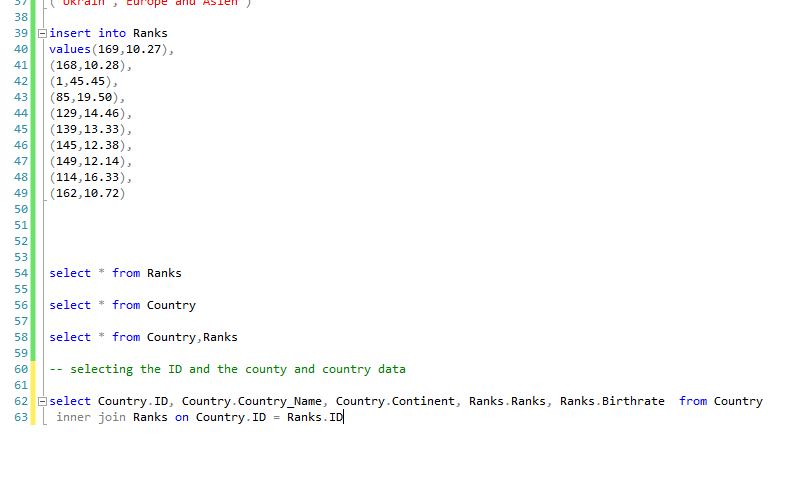 37 ('Ukrain', 'Europe and Asien')
38
39 insert into Ranks
40 values(169,10.27),
41 (168,10.28),
42 (1,45.45),
43 (85,19.50),
44 (129,14.46),
45 (139,13.33),
46 (145,12.38),
47 (149,12.14),
48 (114,16.33),
49 (162,10.72)
50
51
52
53
54 select * from Ranks
55
56 select * from Country
57
58 select * from Country,Ranks
59
60 -- selecting the ID and the county and country data
61
62 select Country.ID, Country.Country_Name, Country.Continent, Ranks.Ranks, Ranks.Birthrate  from Country
63 inner join Ranks on Country.ID = Ranks.ID